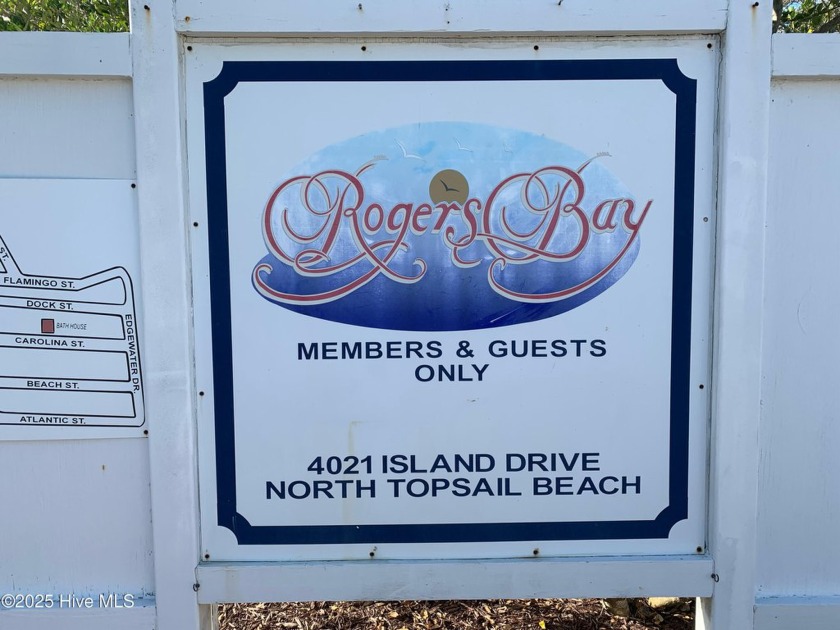 Rogers Bay
MEMBERS & GUESTS
ONLY
4021 ISLAND DRIVE
NORTH TOPSAIL BEACH
ST.
FLAMINGO ST.
DOCK ST.
BATH HOUSE
CAROLINA ST.
EDGEWATER DR.
BEACH ST.
ATLANTIC ST.
©2025 Hive MLS